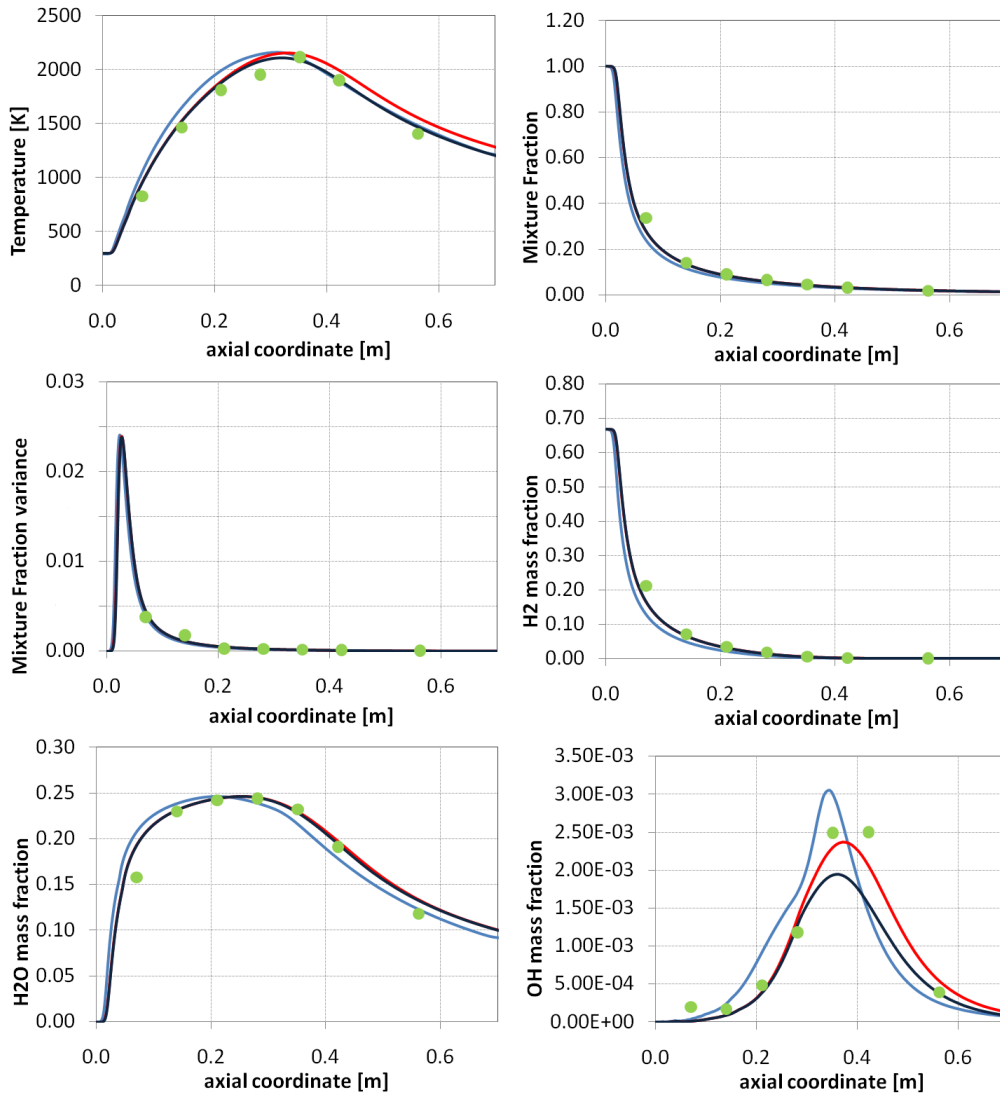 Temperature [K]
2500
2000
1500
1000
500
0
0.0 0.2 0.4 0.6
axial coordinate [m]
Mixture Fraction
1.20
1.00
0.80
0.60
0.40
0.20
0.00
0.0 0.2 0.4 0.6
axial coordinate [m]
Mixture Fraction variance
0.03
0.02
0.01
0.00
0.0 0.2 0.4 0.6
axial coordinate [m]
H2 mass fraction
0.80
0.70
0.60
0.50
0.40
0.30
0.20
0.10
0.00
0.0 0.2 0.4 0.6
axial coordinate [m]
H2O mass fraction
0.30
0.25
0.20
0.15
0.10
0.05
0.00
0.0 0.2 0.4 0.6
axial coordinate [m]
OH mass fraction
3.50E-03
3.00E-03
2.50E-03
2.00E-03
1.50E-03
1.00E-03
5.00E-04
0.00E+00
0.0 0.2 0.4 0.6
axial coordinate [m]